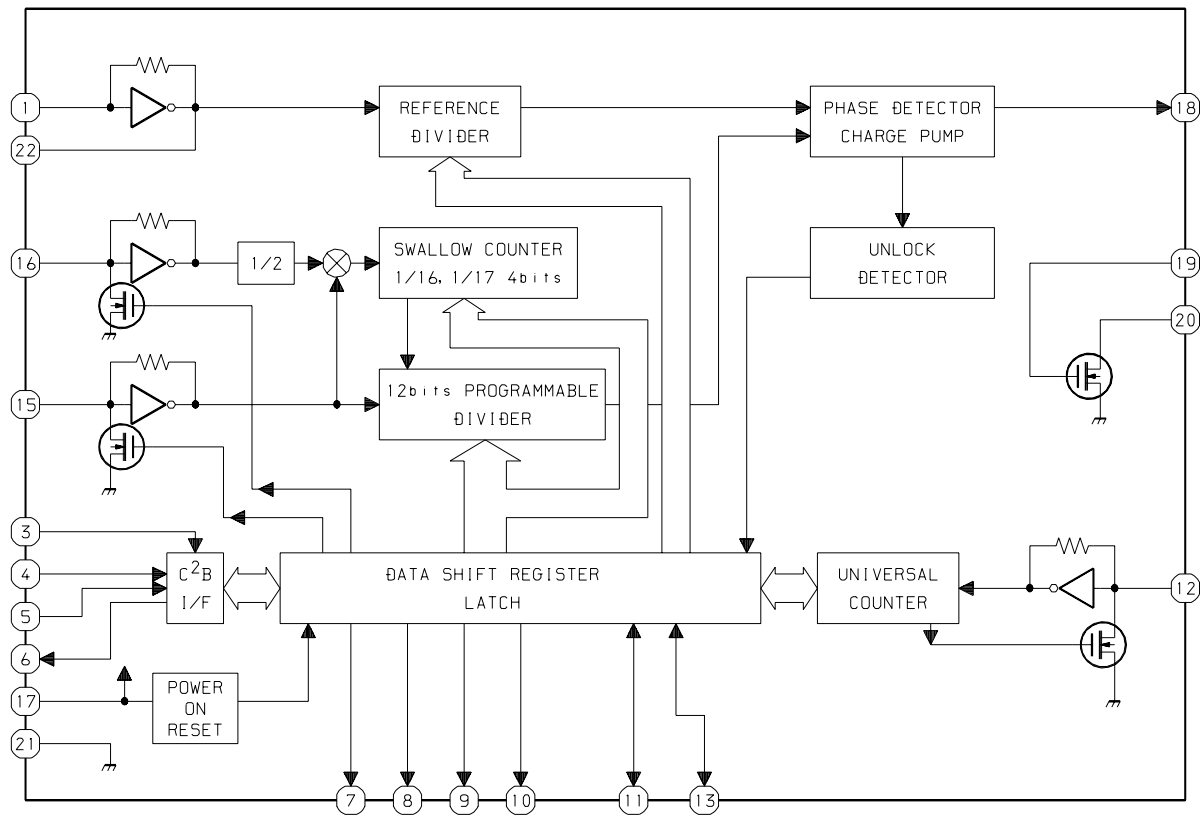 1
REFERENCE
DIVIDER
PHASE DETECTOR
CHARGE PUMP
18
22
16
1/2
SWALLOW COUNTER
1/16, 1/17 4bits
UNLOCK
DETECTOR
19
20
15
12bits PROGRAMMABLE
DIVIDER
3
4
5
6
C²B
I/F
DATA SHIFT REGISTER
LATCH
UNIVERSAL
COUNTER
12
17
POWER
ON
RESET
21
7
8
9
10
11
13